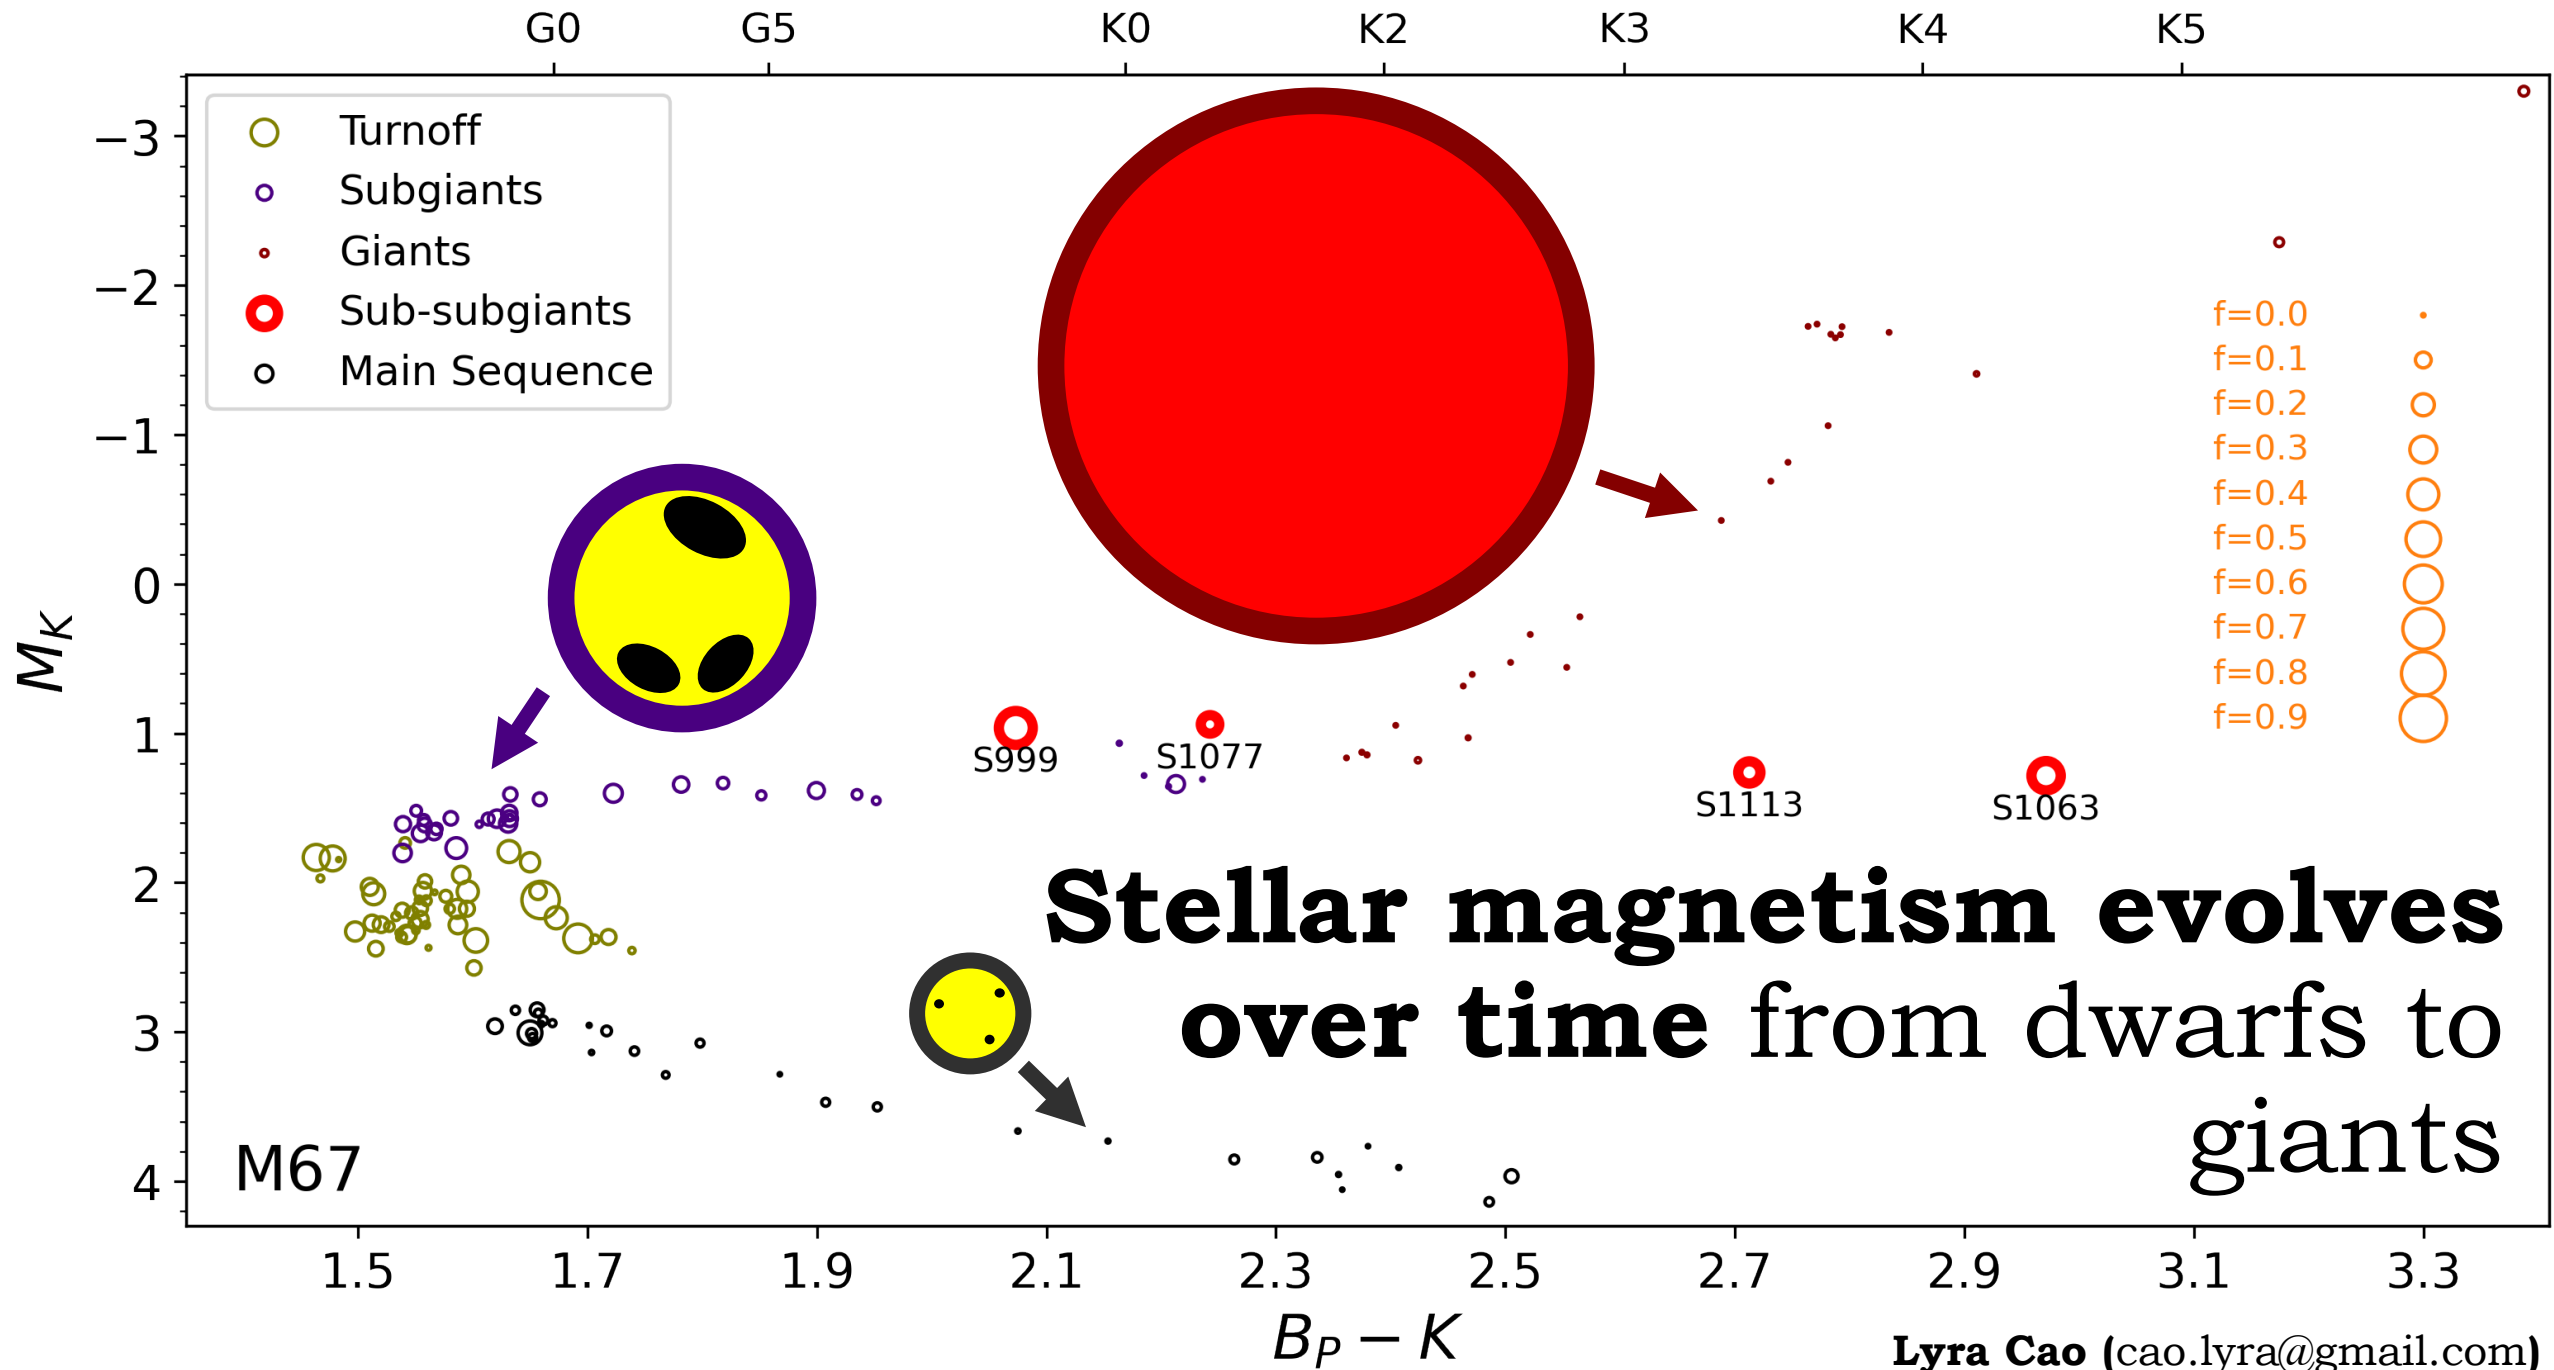 G0 G5 K0 K2 K3 K4 K5
Turnoff
Subgiants
Giants
Sub-subgiants
Main Sequence
−3
−2
−1
0
1
2
3
4
M_K
f=0.0
f=0.1
f=0.2
f=0.3
f=0.4
f=0.5
f=0.6
f=0.7
f=0.8
f=0.9
S999
S1077
S1113
S1063
Stellar magnetism evolves
over time from dwarfs to
giants
M67
1.5 1.7 1.9 2.1 2.3 2.5 2.7 2.9 3.1 3.3
B_P − K
Lyra Cao (cao.lyra@gmail.com)